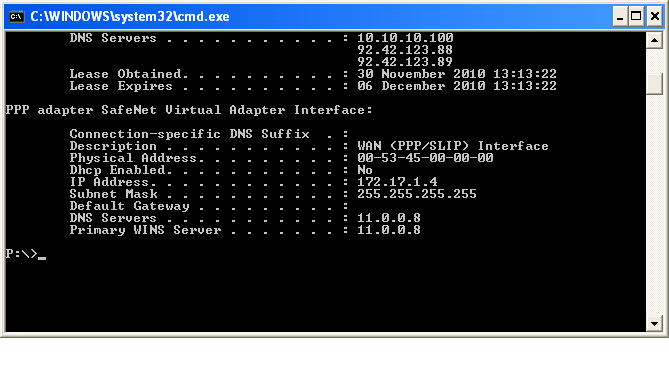 C:\WINDOWS\system32\cmd.exe
DNS Servers . . . . . . . . . . . : 10.10.10.100
92.42.123.88
92.42.123.89
Lease Obtained. . . . . . . . . . : 30 November 2010 13:13:22
Lease Expires . . . . . . . . . . : 06 December 2010 13:13:22
PPP adapter SafeNet Virtual Adapter Interface:
Connection-specific DNS Suffix  . :
Description . . . . . . . . . . . : WAN (PPP/SLIP) Interface
Physical Address. . . . . . . . . : 00-53-45-00-00-00
Dhcp Enabled. . . . . . . . . . . : No
IP Address. . . . . . . . . . . . : 172.17.1.4
Subnet Mask . . . . . . . . . . . : 255.255.255.255
Default Gateway . . . . . . . . . :
DNS Servers . . . . . . . . . . . : 11.0.0.8
Primary WINS Server . . . . . . . : 11.0.0.8
P:\>_